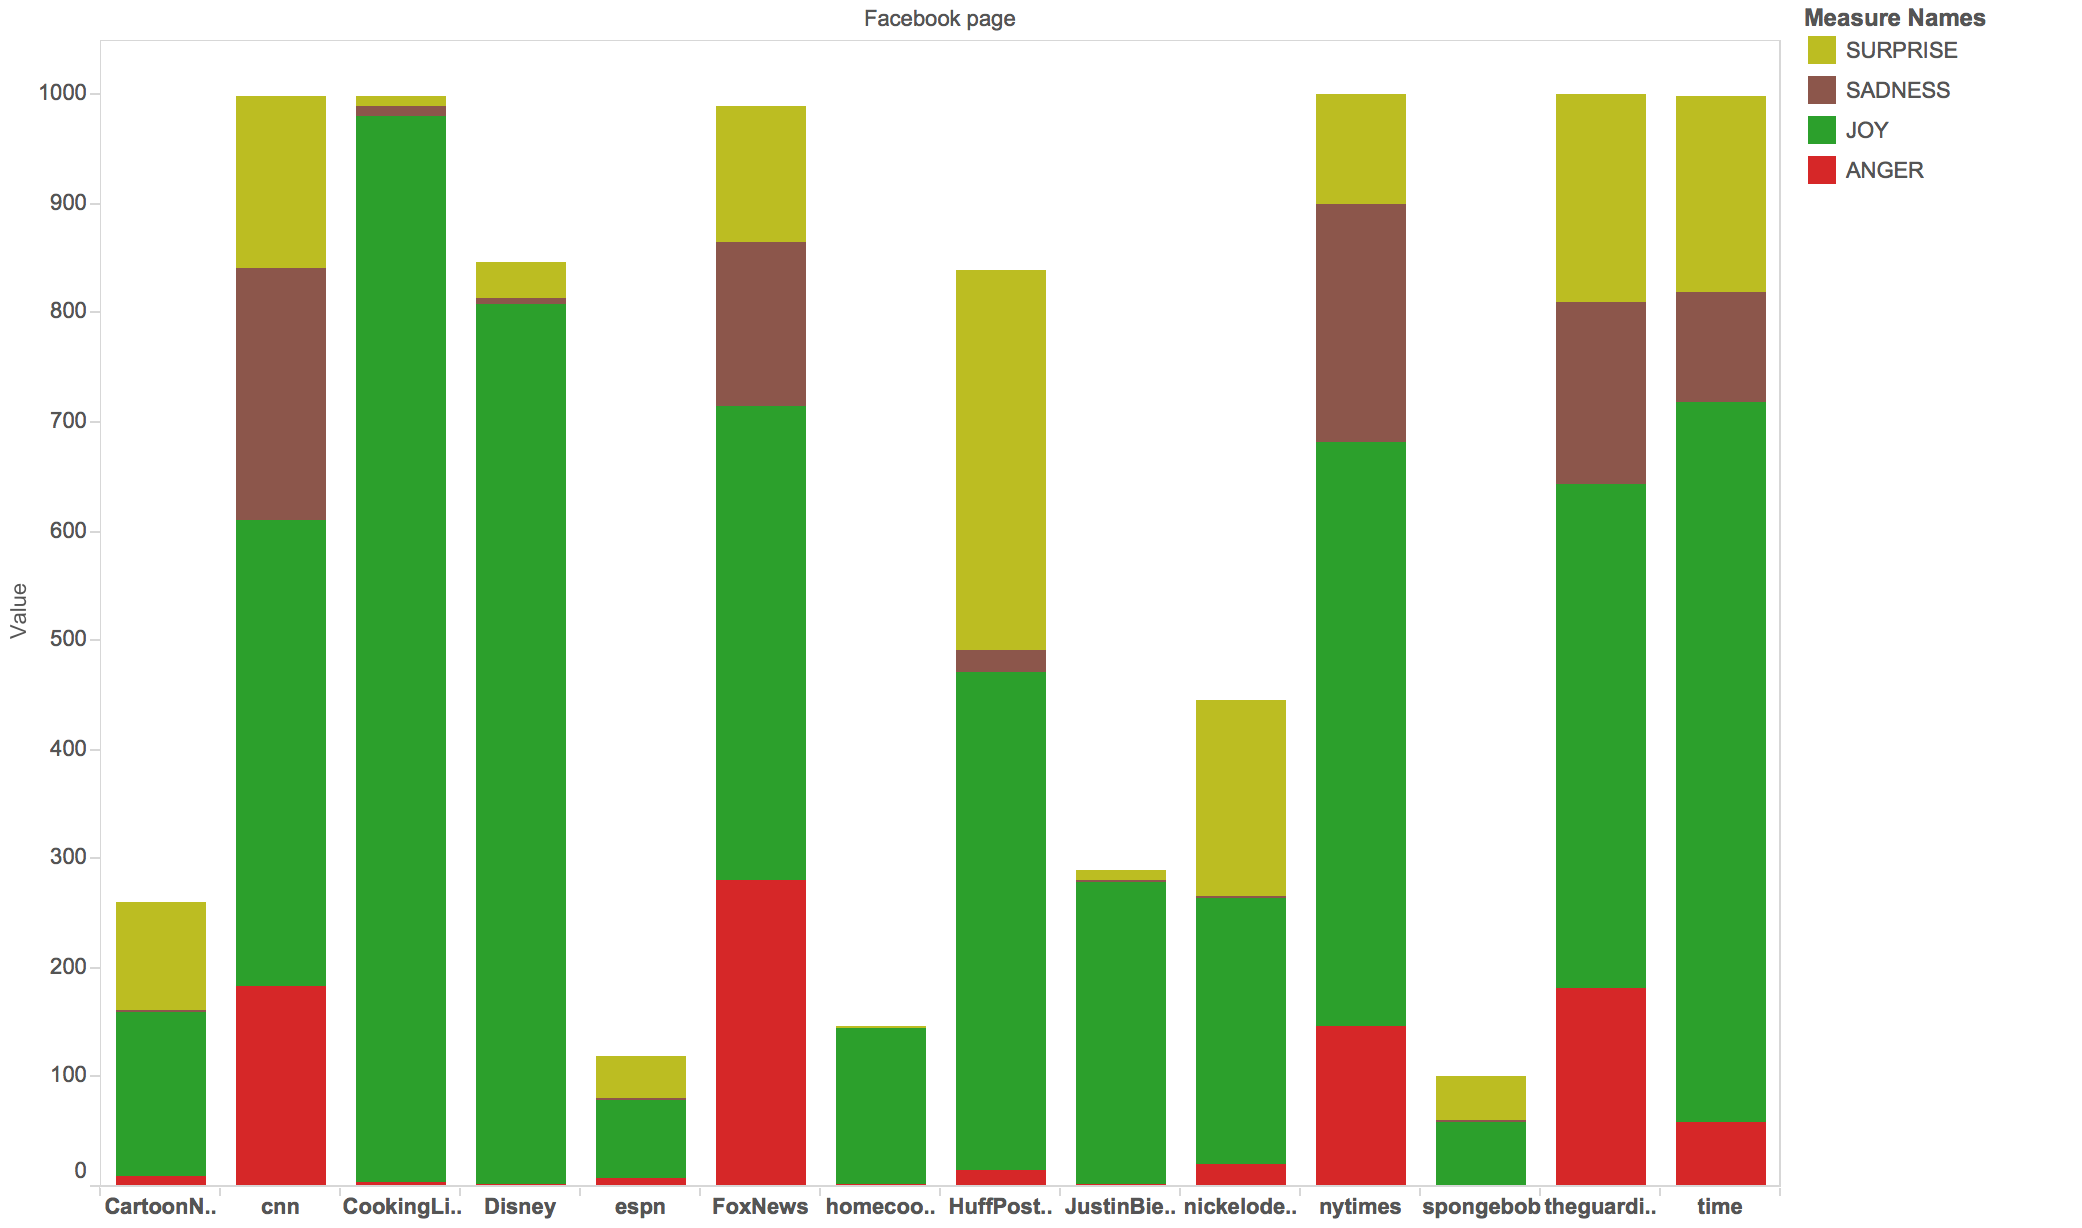 Facebook page
Measure Names
SURPRISE
SADNESS
JOY
ANGER
Value
1000
900
800
700
600
500
400
300
200
100
0
CartoonN.. cnn CookingLi.. Disney espn FoxNews homecoo.. HuffPost.. JustinBie.. nickelode.. nytimes spongebob theguardi.. time